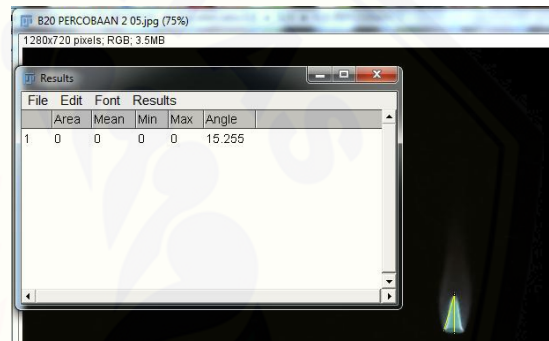 B20 PERCOBAAN 2 05.jpg (75%)
1280x720 pixels; RGB; 3.5MB
Results
File Edit Font Results
Area Mean Min Max Angle
1 0 0 0 0 15.255